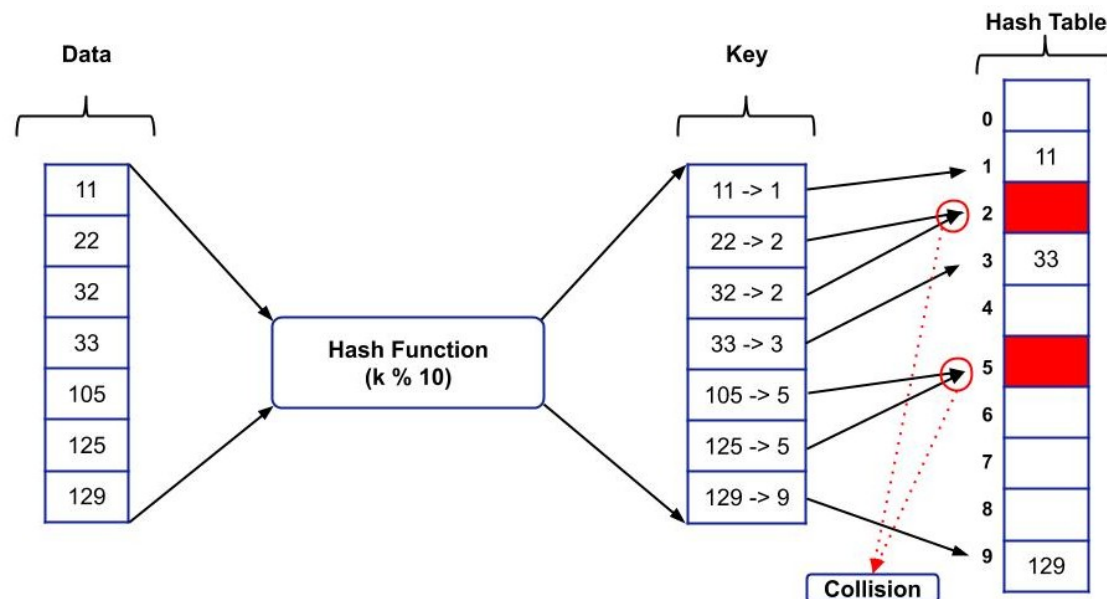 Hash Table
Data
Key
11
22
32
33
105
125
129
Hash Function
(k % 10)
11 -> 1
22 -> 2
32 -> 2
33 -> 3
105 -> 5
125 -> 5
129 -> 9
0
1 11
2
3 33
4
5
6
7
8
9 129
Collision